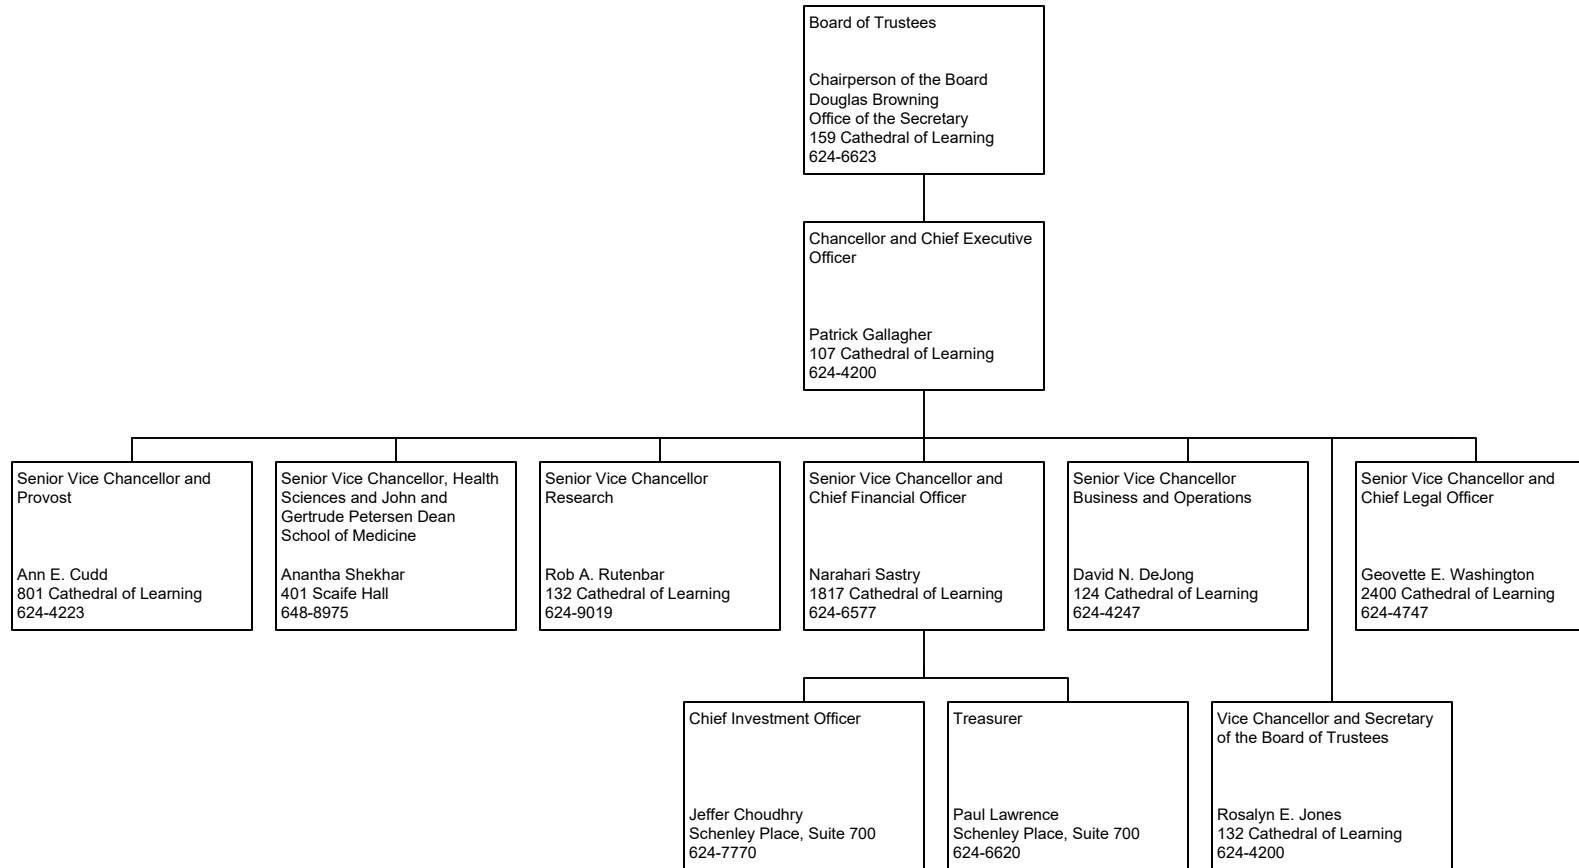 Board of Trustees
Chairperson of the Board
Douglas Browning
Office of the Secretary
159 Cathedral of Learning
624-6623
Chancellor and Chief Executive
Officer
Patrick Gallagher
107 Cathedral of Learning
624-4200
Senior Vice Chancellor and
Provost
Ann E. Cudd
801 Cathedral of Learning
624-4223
Senior Vice Chancellor, Health
Sciences and John and
Gertrude Petersen Dean
School of Medicine
Anantha Shekhar
401 Scaife Hall
648-8975
Senior Vice Chancellor
Research
Rob A. Rutenbar
132 Cathedral of Learning
624-9019
Senior Vice Chancellor and
Chief Financial Officer
Narahari Sastry
1817 Cathedral of Learning
624-6577
Senior Vice Chancellor
Business and Operations
David N. DeJong
124 Cathedral of Learning
624-4247
Senior Vice Chancellor and
Chief Legal Officer
Geovette E. Washington
2400 Cathedral of Learning
624-4747
Chief Investment Officer
Jeffer Choudhry
Schenley Place, Suite 700
624-7770
Treasurer
Paul Lawrence
Schenley Place, Suite 700
624-6620
Vice Chancellor and Secretary
of the Board of Trustees
Rosalyn E. Jones
132 Cathedral of Learning
624-4200